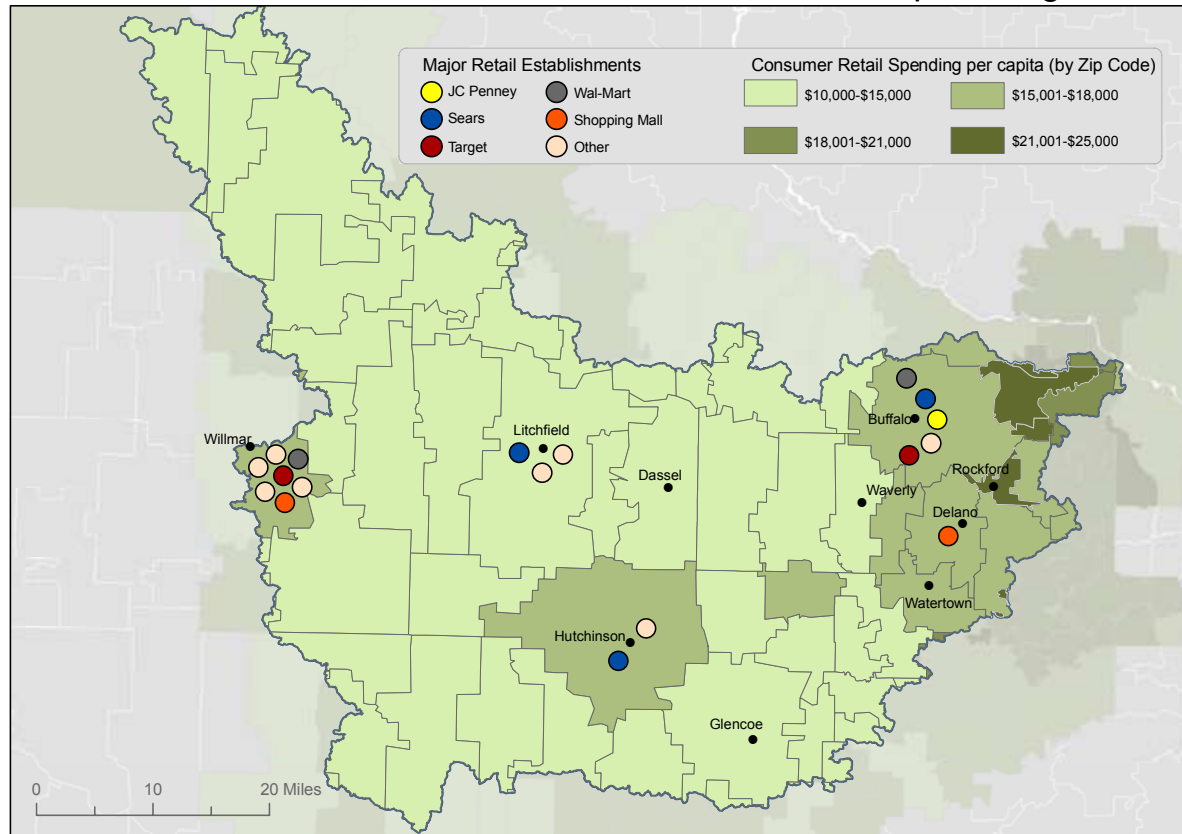 Major Retail Establishments
JC Penney
Sears
Target
Wal-Mart
Shopping Mall
Other
Consumer Retail Spending per capita (by Zip Code)
$10,000-$15,000
$15,001-$18,000
$18,001-$21,000
$21,001-$25,000
Buffalo
Willmar
Litchfield
Rockford
Dassel
Waverly
Delano
Watertown
Hutchinson
Glencoe
0 10 20 Miles